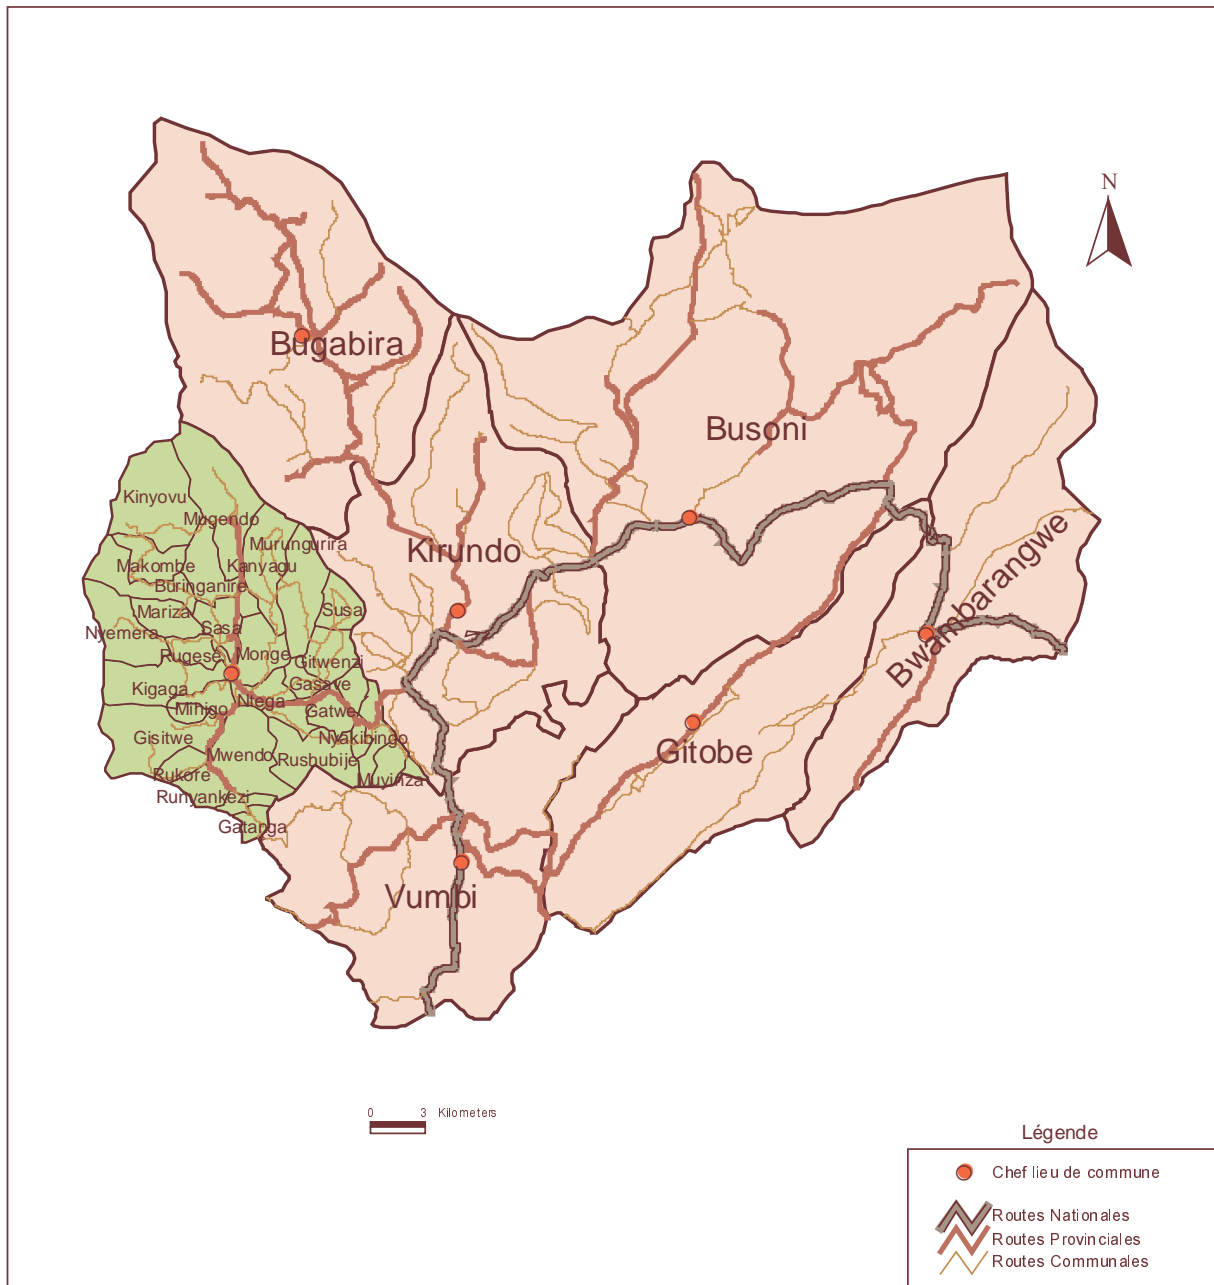 N
Bugabira
Busoni
Kinyovu
Mugendo
Murungurira
Kirundo
Makombe
Kanyagu
Buringanire
Bwambarangwe
Mariza
Susa
Nyemera
Sasa
Rugese
Monge
Gitwenzi
Kigaga
Gasave
Mihigo
Ntega
Gatwe
Gisitwe
Nyakibingo
Mwendo
Rushubije
Gitobe
Rukore
Muyinza
Runyankezi
Gatanga
Vumbi
0 3 Kilometers
Légende
Chef lieu de commune
Routes Nationales
Routes Provinciales
Routes Communales